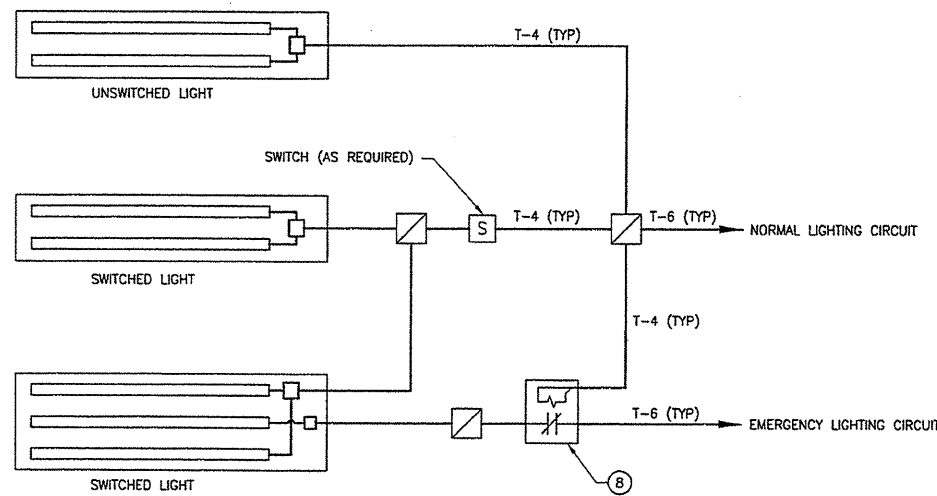 T-4 (TYP)
UNSWITCHED LIGHT
SWITCH (AS REQUIRED)
S
T-4 (TYP)
T-6 (TYP)
NORMAL LIGHTING CIRCUIT
SWITCHED LIGHT
T-4 (TYP)
T-6 (TYP)
EMERGENCY LIGHTING CIRCUIT
SWITCHED LIGHT
8